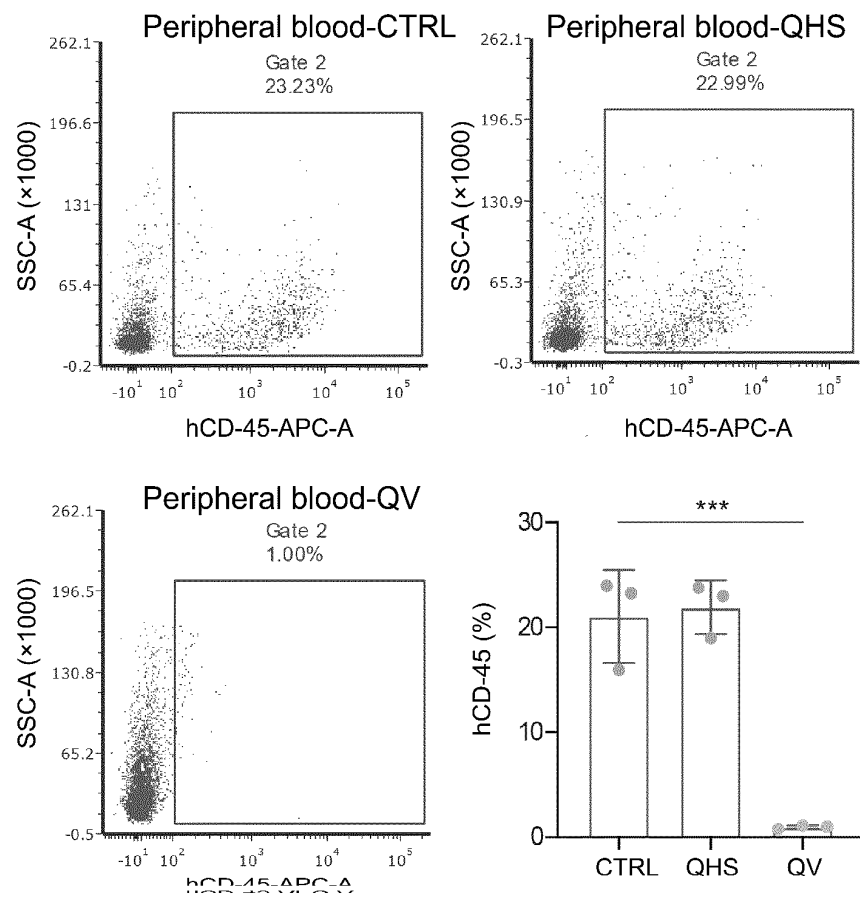 Peripheral blood-CTRL
Gate 2
23.23%
262.1
196.6
131
65.4
-0.2
SSC-A (×1000)
-10¹ 10² 10³ 10⁴ 10⁵
hCD-45-APC-A
Peripheral blood-QHS
Gate 2
22.99%
262.1
196.5
130.9
65.3
-0.3
SSC-A (×1000)
-10¹ 10² 10³ 10⁴ 10⁵
hCD-45-APC-A
Peripheral blood-QV
Gate 2
1.00%
262.1
196.5
130.8
65.2
-0.5
SSC-A (×1000)
-10¹ 10² 10³ 10⁴ 10⁵
hCD-45-APC-A
***
30
20
10
0
hCD-45 (%)
CTRL QHS QV